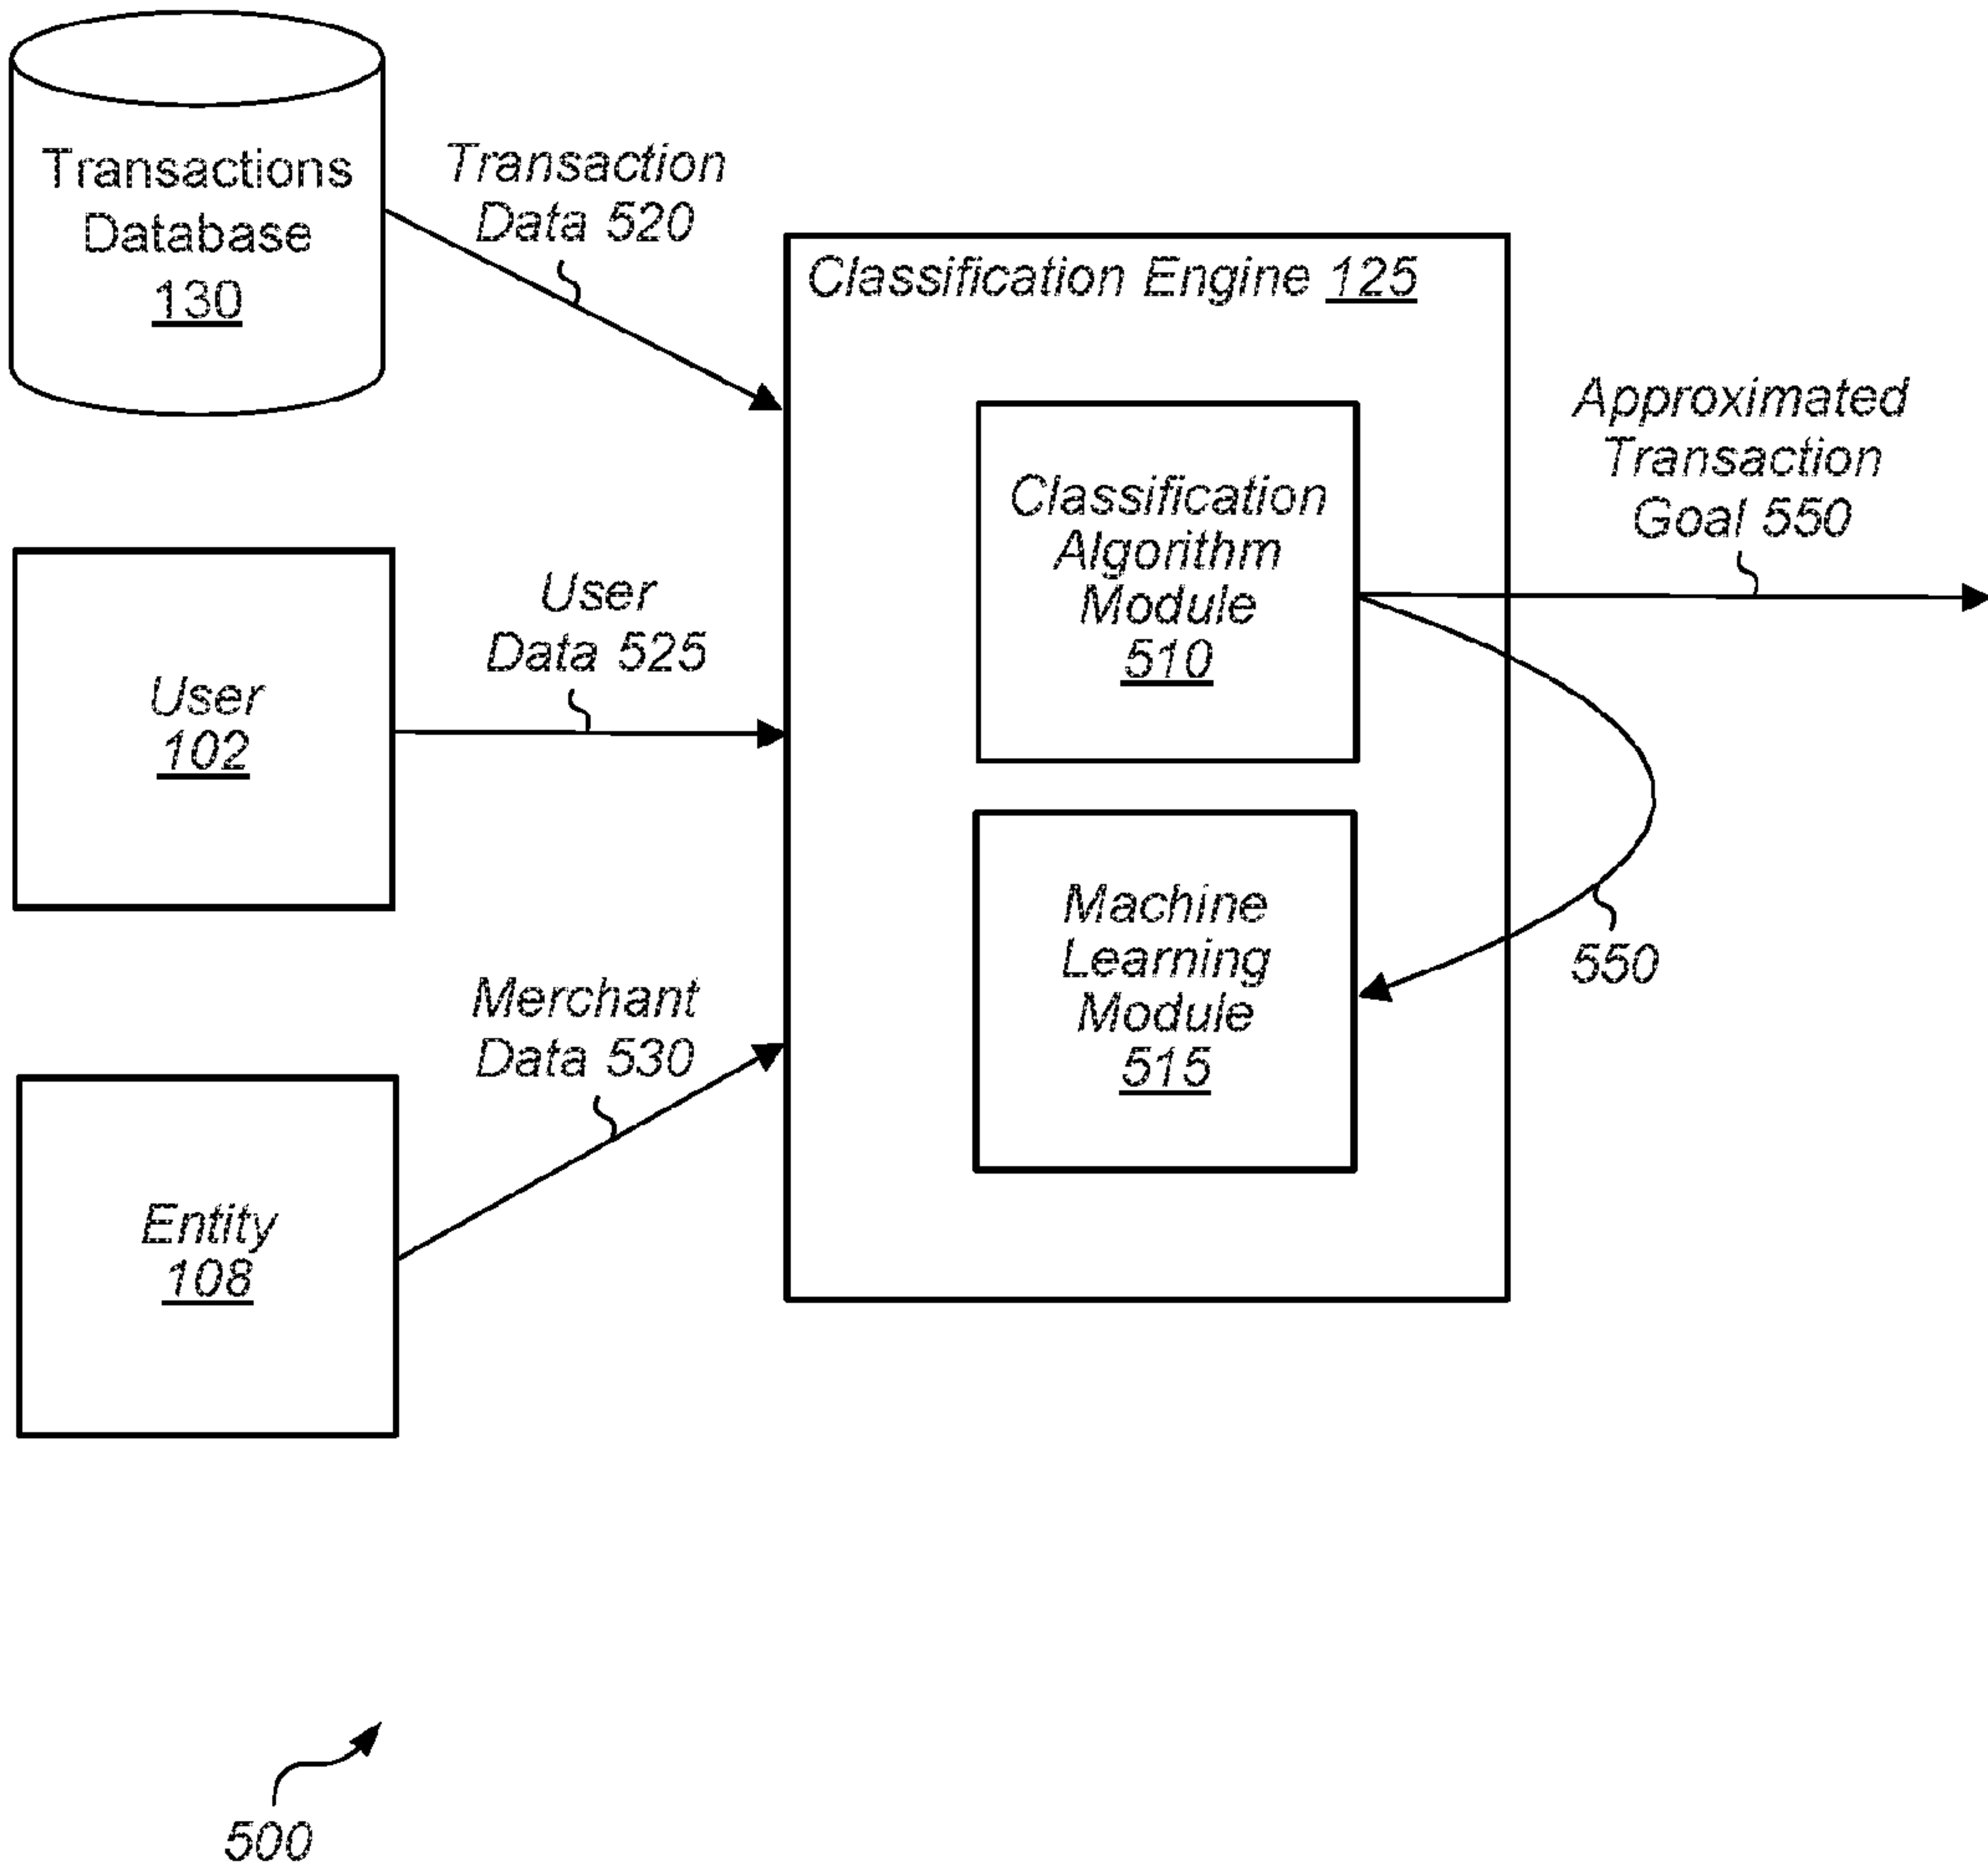 Transactions
Database
130
Transaction
Data 520
Classification Engine 125
Approximated
Transaction
Goal 550
Classification
Algorithm
Module
510
User
Data 525
User
102
Machine
Learning
Module
515
550
Merchant
Data 530
Entity
108
500